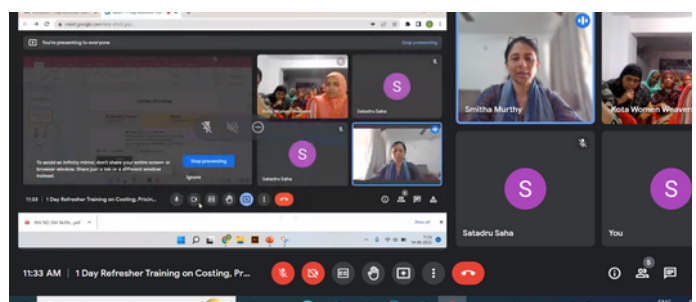 You're presenting to everyone
Stop presenting
To avoid an infinity mirror, don't share your entire screen or
browser window. Share just a tab or a different window
instead.
Stop presenting
Ignore
Satadru Saha
S
S
Satadru Saha
11:33 | 1 Day Refresher Training on Costing, Pricin...
Show all
Smitha Murthy
Kota Women Weavers
S
Satadru Saha
S
You
11:33 AM | 1 Day Refresher Training on Costing, Pr...
5
ENG